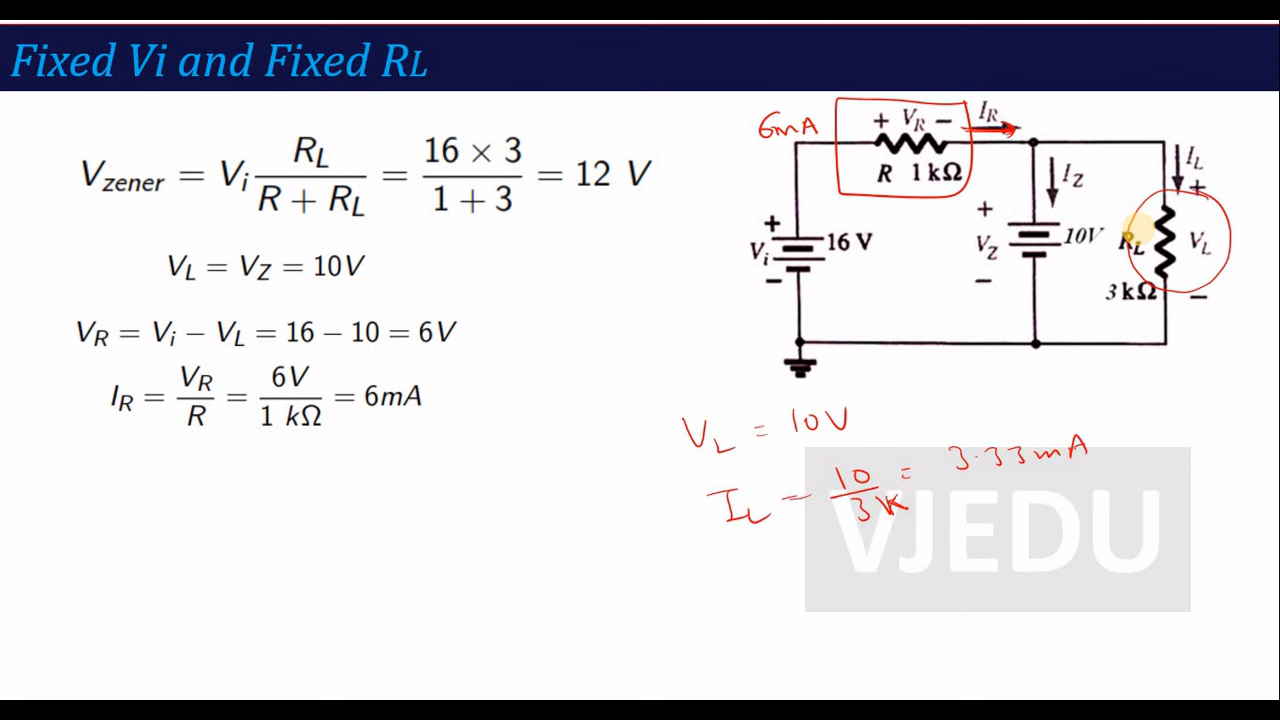 Fixed Vi and Fixed RL
Vzener = Vi RL / R + RL = 16 × 3 / 1 + 3 = 12 V
VL = VZ = 10V
VR = Vi − VL = 16 − 10 = 6V
IR = VR / R = 6V / 1 kΩ = 6mA
6mA
+ VR −
IR
R 1 kΩ
IZ
IL
+
Vi
16 V
−
+
VZ
−
10V
RL
3 kΩ
+
VL
−
VL = 10V
IL = 10 / 3K = 3.33mA
VJEDU